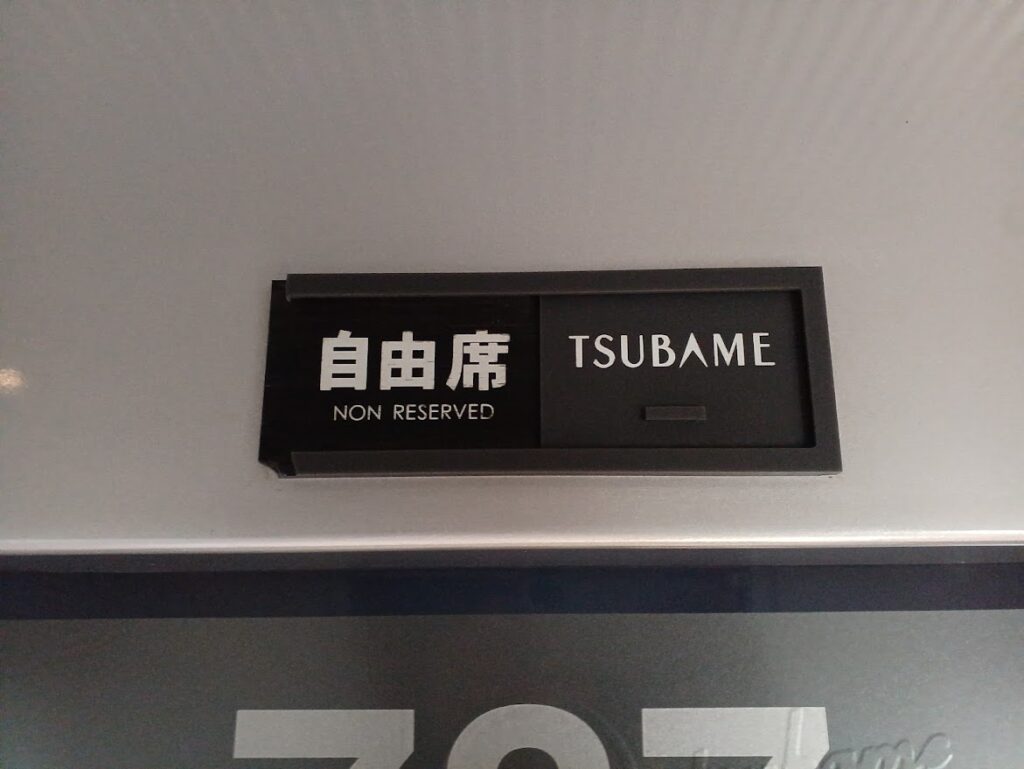 自由席
NON RESERVED
TSUBAME